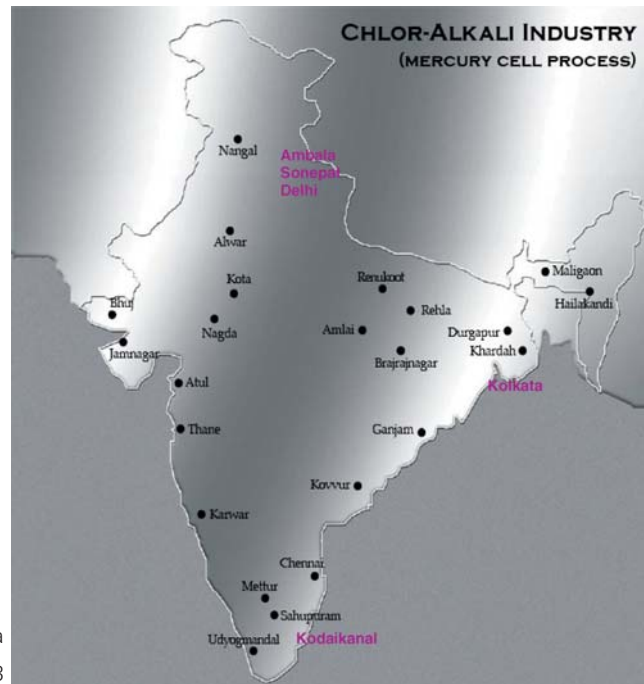 CHLOR-ALKALI INDUSTRY
(MERCURY CELL PROCESS)
Nangal
Ambala
Sonepat
Delhi
Alwar
Kota
Renukoot
Maligaon
Hailakandi
Bhuj
Rehla
Nagda
Amlai
Durgapur
Jamnagar
Brajrajnagar
Khardah
Atul
Kolkata
Thane
Ganjam
Kovvur
Karwar
Chennai
Mettur
Sahupuram
Udyogmandal
Kodaikanal
a